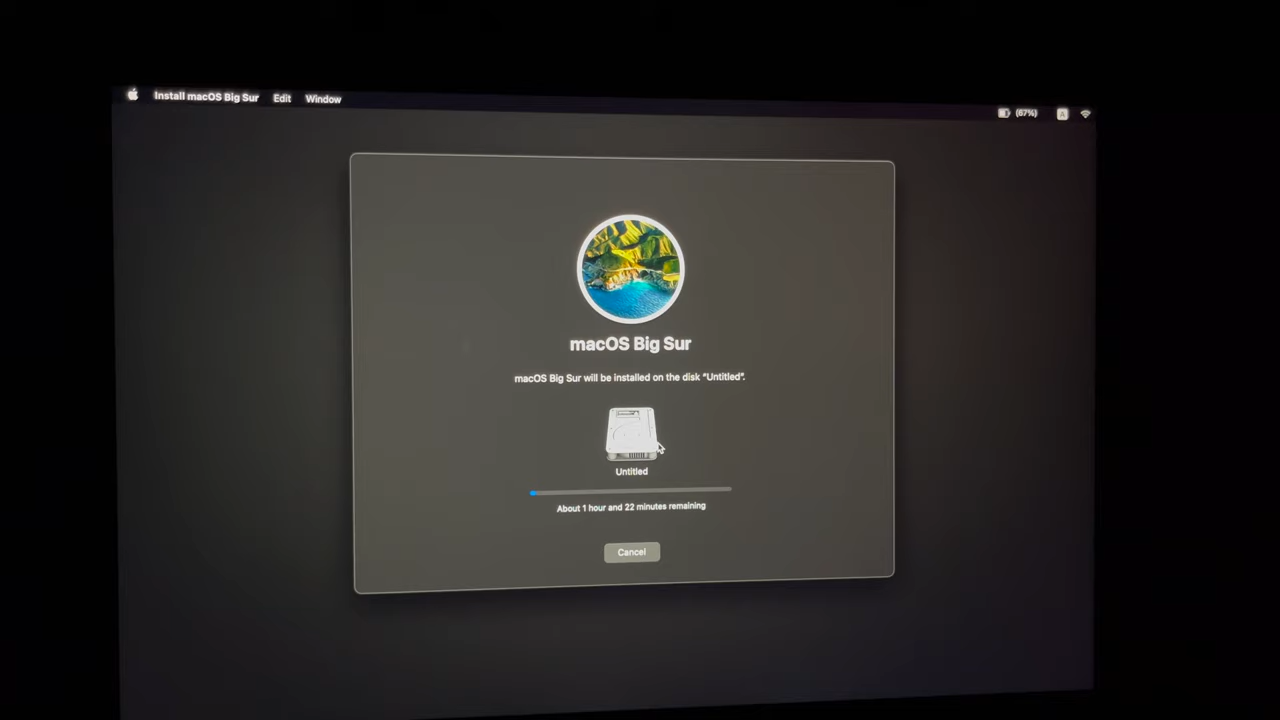 Install macOS Big Sur Edit Window (67%) A
macOS Big Sur
macOS Big Sur will be installed on the disk “Untitled”.
Untitled
About 1 hour and 22 minutes remaining
Cancel